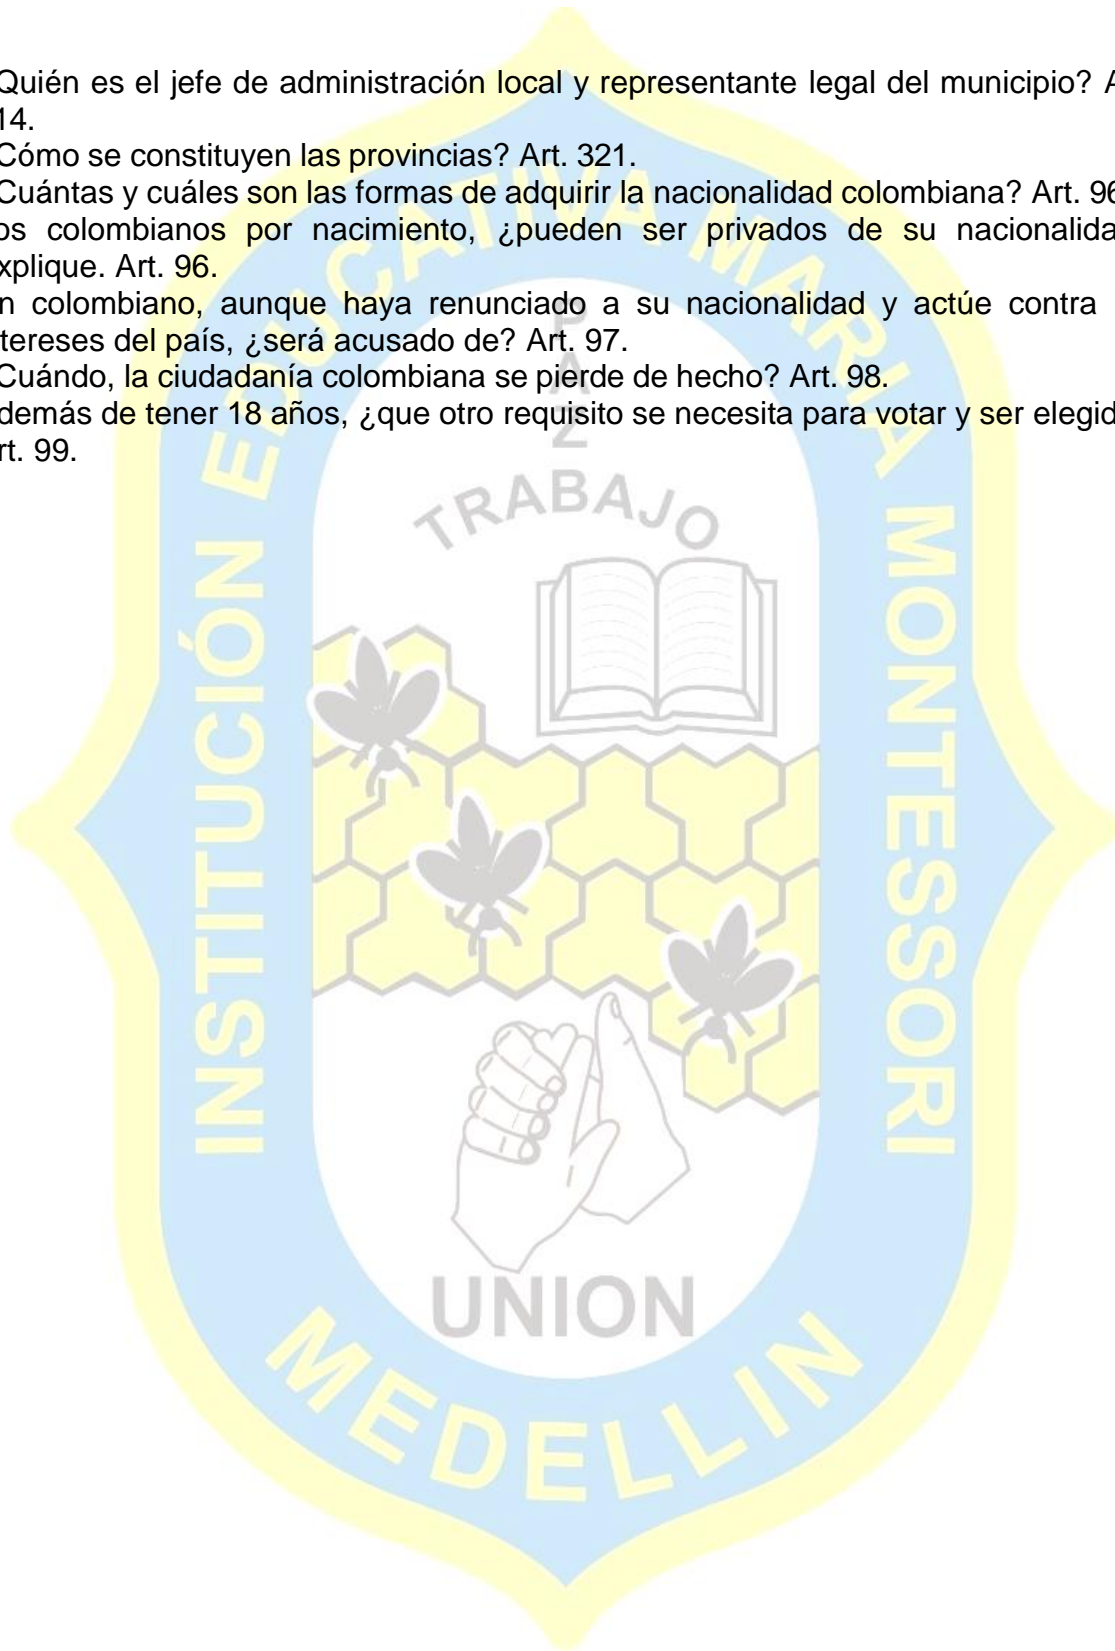 Quién es el jefe de administración local y representante legal del municipio?
14.
Cómo se constituyen las provincias? Art. 321.
Cuántas y cuáles son las formas de adquirir la nacionalidad colombiana? Art. 96
os colombianos por nacimiento, ¿pueden ser privados de su nacionalida
xplique. Art. 96.
n colombiano, aunque haya renunciado a su nacionalidad y actúe contra
tereses del país, ¿será acusado de? Art. 97.
Cuándo, la ciudadanía colombiana se pierde de hecho? Art. 98.
demás de tener 18 años, ¿que otro requisito se necesita para votar y ser elegid
rt. 99.
INSTITUCIÓN EDUCATIVA MARIA MONTESSORI
PAZ
TRABAJO
UNION
MEDELLIN